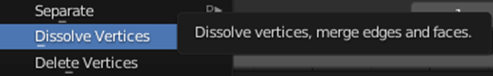 Separate P▶
Dissolve Vertices
Dissolve vertices, merge edges and faces.
Delete Vertices